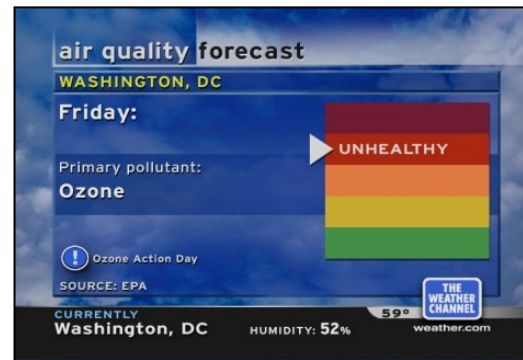 air quality forecast
WASHINGTON, DC
Friday:
UNHEALTHY
Primary pollutant:
Ozone
! Ozone Action Day
SOURCE: EPA
THE
WEATHER
CHANNEL
CURRENTLY
59°
Washington, DC
HUMIDITY: 52%
weather.com